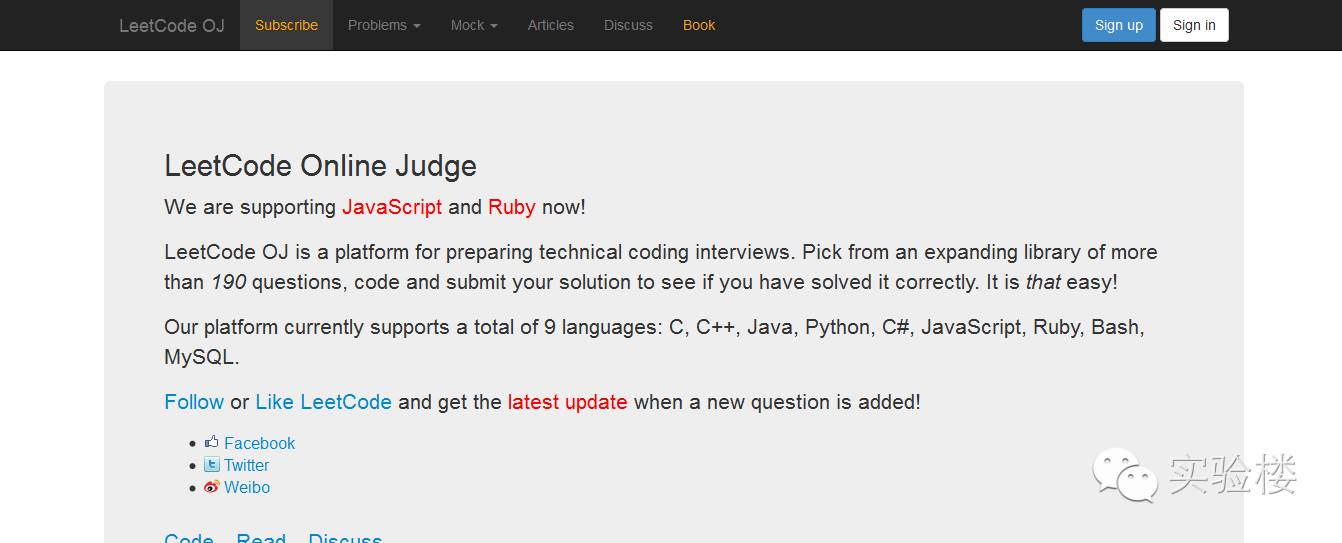 LeetCode OJ Subscribe Problems Mock Articles Discuss Book Sign up Sign in
LeetCode Online Judge
We are supporting JavaScript and Ruby now!
LeetCode OJ is a platform for preparing technical coding interviews. Pick from an expanding library of more
than 190 questions, code and submit your solution to see if you have solved it correctly. It is that easy!
Our platform currently supports a total of 9 languages: C, C++, Java, Python, C#, JavaScript, Ruby, Bash,
MySQL.
Follow or Like LeetCode and get the latest update when a new question is added!
Facebook
Twitter
Weibo
实验楼
Code Read Discuss